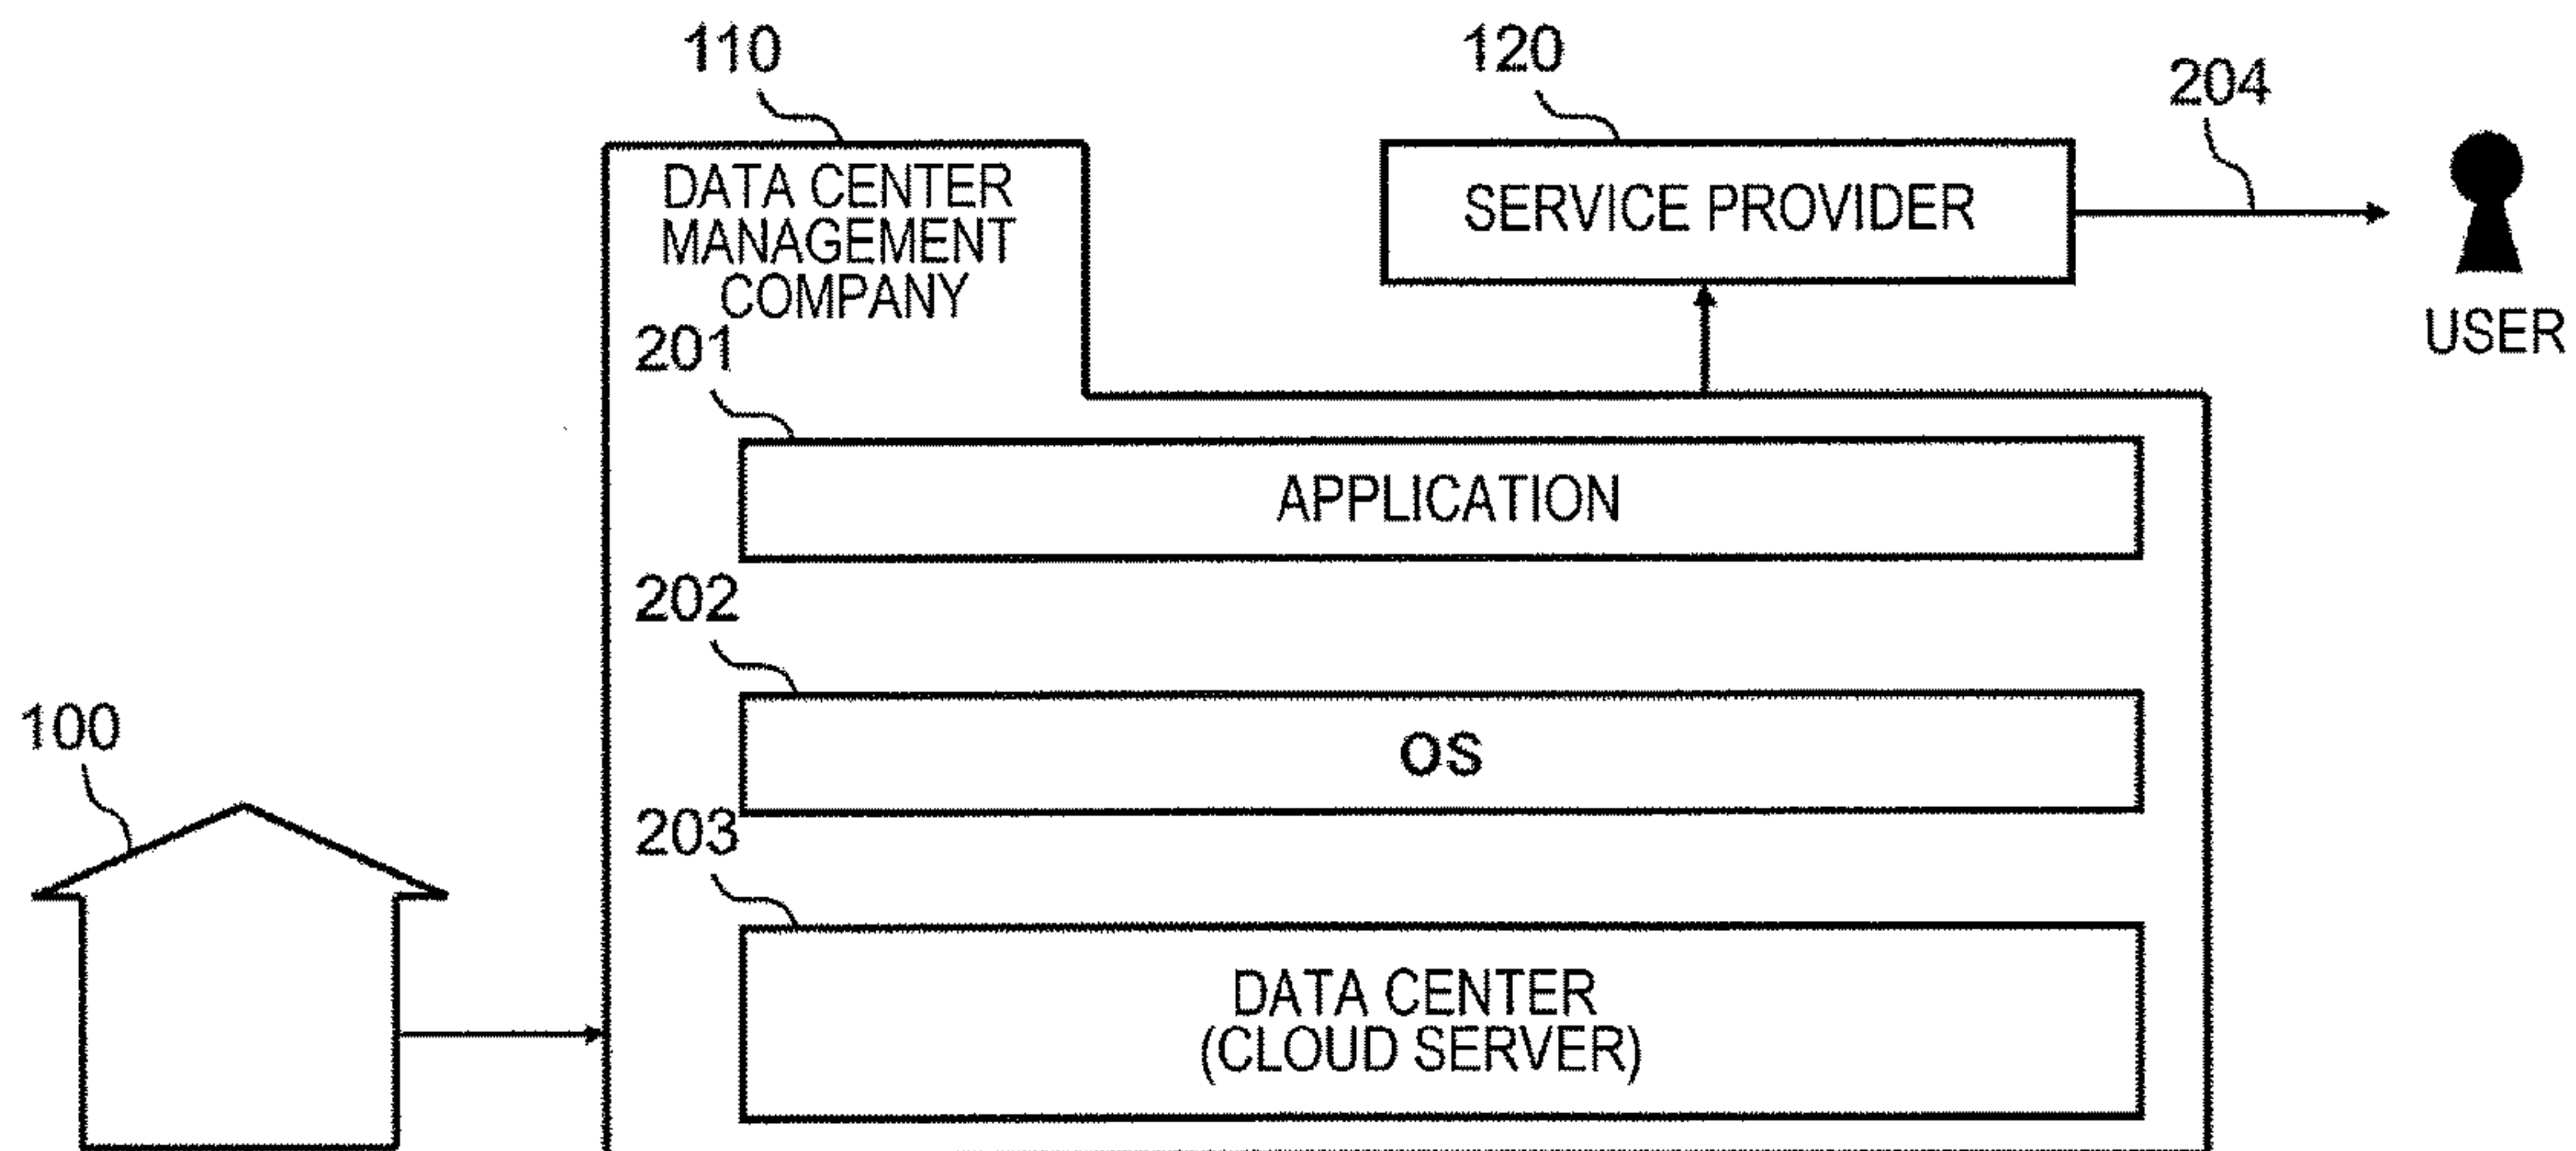 110
120
204
DATA CENTER
MANAGEMENT
COMPANY
SERVICE PROVIDER
USER
201
APPLICATION
202
OS
100
203
DATA CENTER
(CLOUD SERVER)